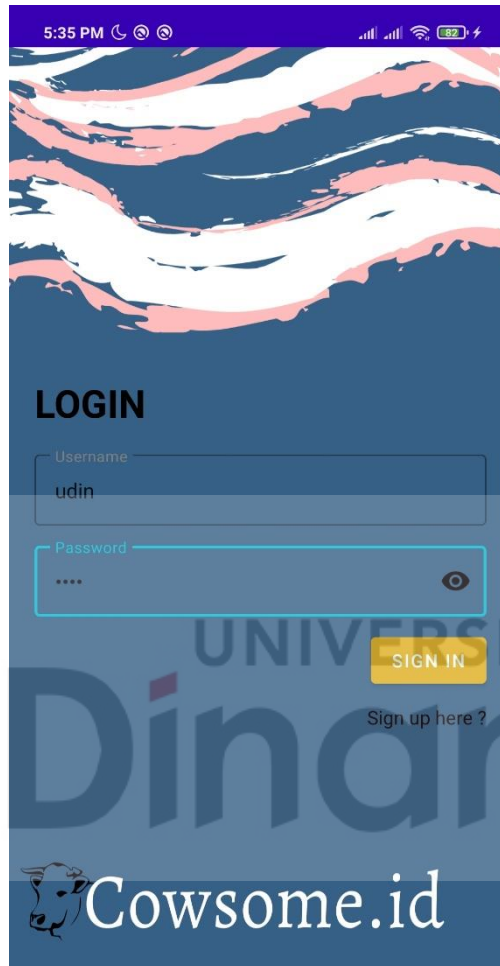 5:35 PM
82
LOGIN
Username
udin
Password
••••
SIGN IN
Sign up here ?
UNIVERS
Dinar
Cowsome.id